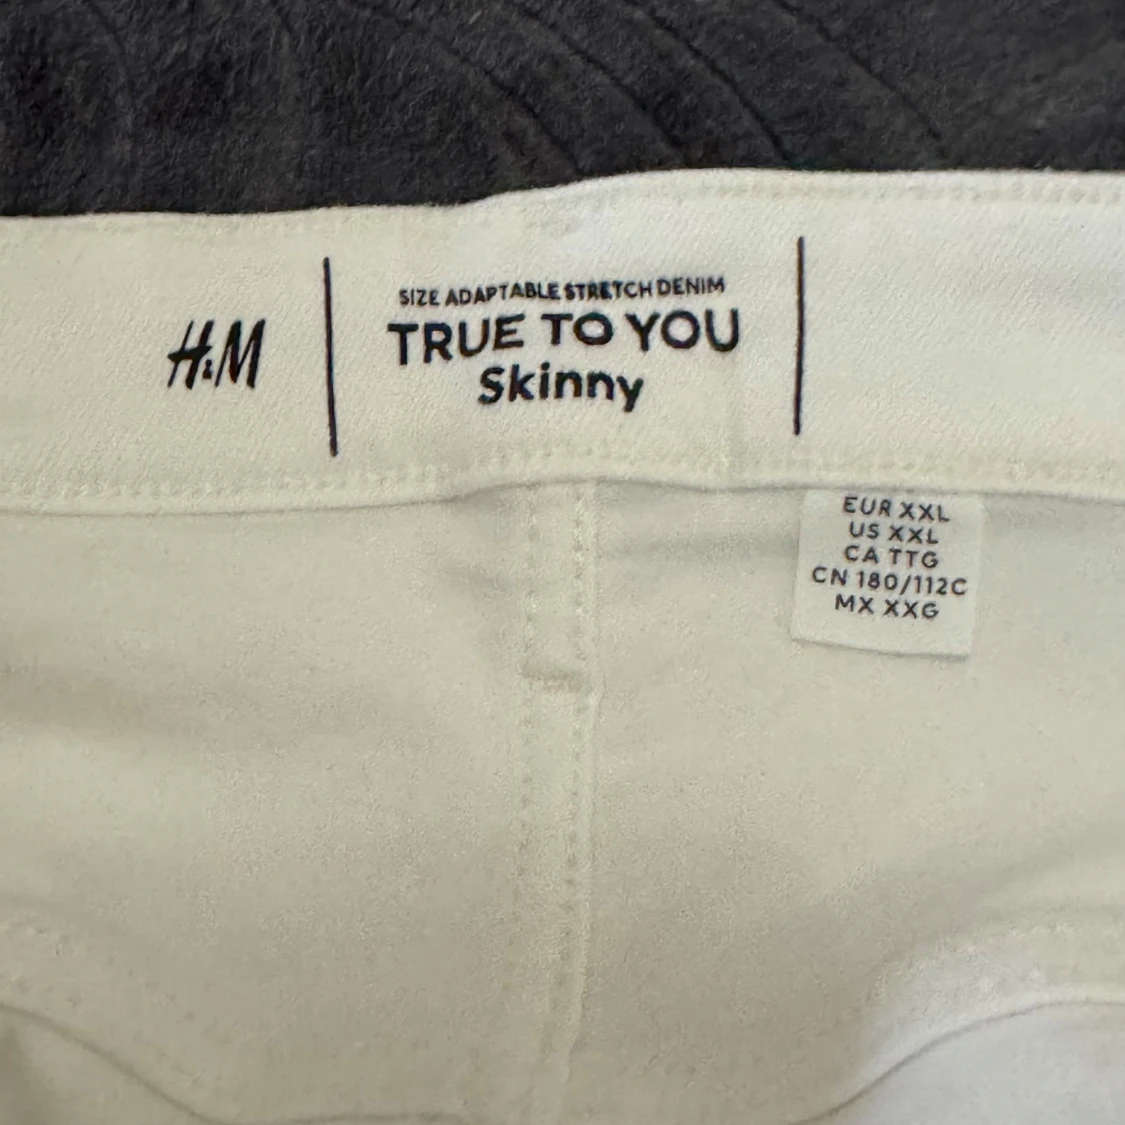 H&M
SIZE ADAPTABLE STRETCH DENIM
TRUE TO YOU
Skinny
EUR XXL
US XXL
CA TTG
CN 180/112C
MX XXG